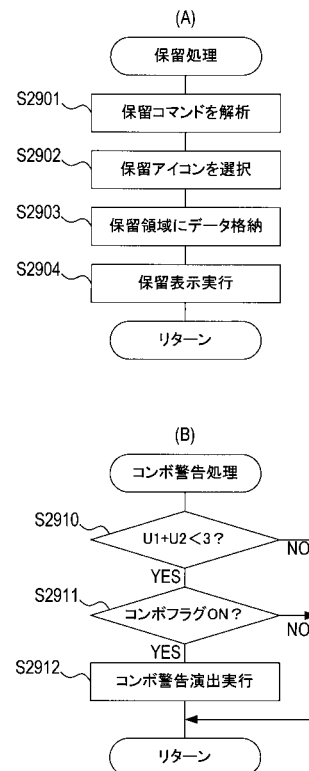 (A)
保留処理
S2901
保留コマンドを解析
S2902
保留アイコンを選択
S2903
保留領域にデータ格納
S2904
保留表示実行
リターン
(B)
コンボ警告処理
S2910
U1+U2<3?
NO
YES
S2911
コンボフラグON?
NO
YES
S2912
コンボ警告演出実行
リターン